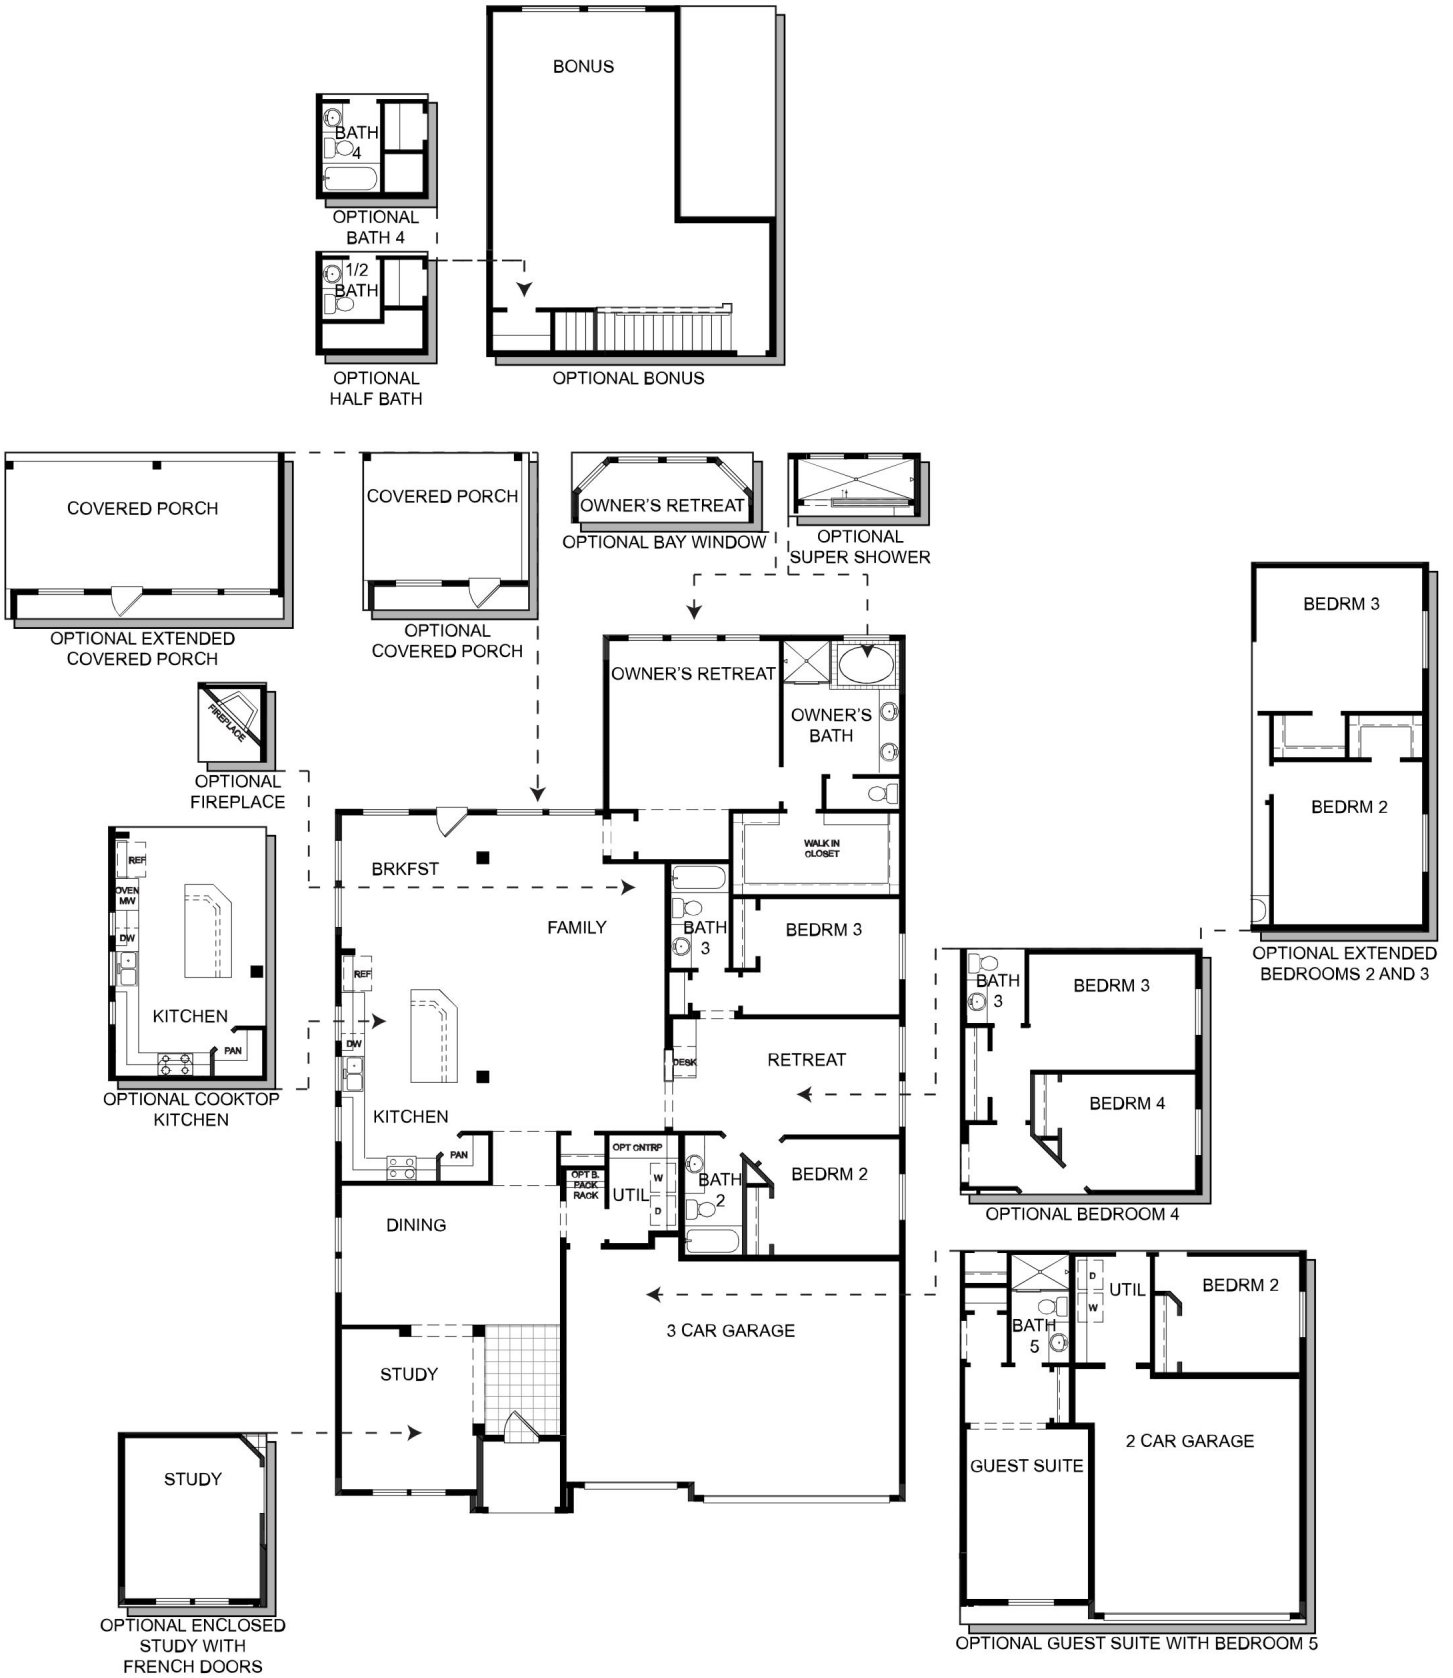 BONUS
OPTIONAL BONUS
BATH
4
OPTIONAL
BATH 4
1/2
BATH
OPTIONAL
HALF BATH
COVERED PORCH
OPTIONAL EXTENDED
COVERED PORCH
COVERED PORCH
OPTIONAL
COVERED PORCH
OWNER'S RETREAT
OPTIONAL BAY WINDOW
OPTIONAL
SUPER SHOWER
FIREPLACE
OPTIONAL
FIREPLACE
REF
OVEN
MW
DW
KITCHEN
PAN
OPTIONAL COOKTOP
KITCHEN
OWNER'S RETREAT
OWNER'S
BATH
WALK IN
CLOSET
BRKFST
FAMILY
BATH
3
BEDRM 3
REF
DW
DESK
RETREAT
KITCHEN
PAN
OPT CNTRP
OPT B.
PACK
RACK
UTIL
W
D
BATH
2
BEDRM 2
DINING
3 CAR GARAGE
STUDY
STUDY
OPTIONAL ENCLOSED
STUDY WITH
FRENCH DOORS
BEDRM 3
BEDRM 2
OPTIONAL EXTENDED
BEDROOMS 2 AND 3
BATH
3
BEDRM 3
BEDRM 4
OPTIONAL BEDROOM 4
D
W
UTIL
BEDRM 2
BATH
5
2 CAR GARAGE
GUEST SUITE
OPTIONAL GUEST SUITE WITH BEDROOM 5